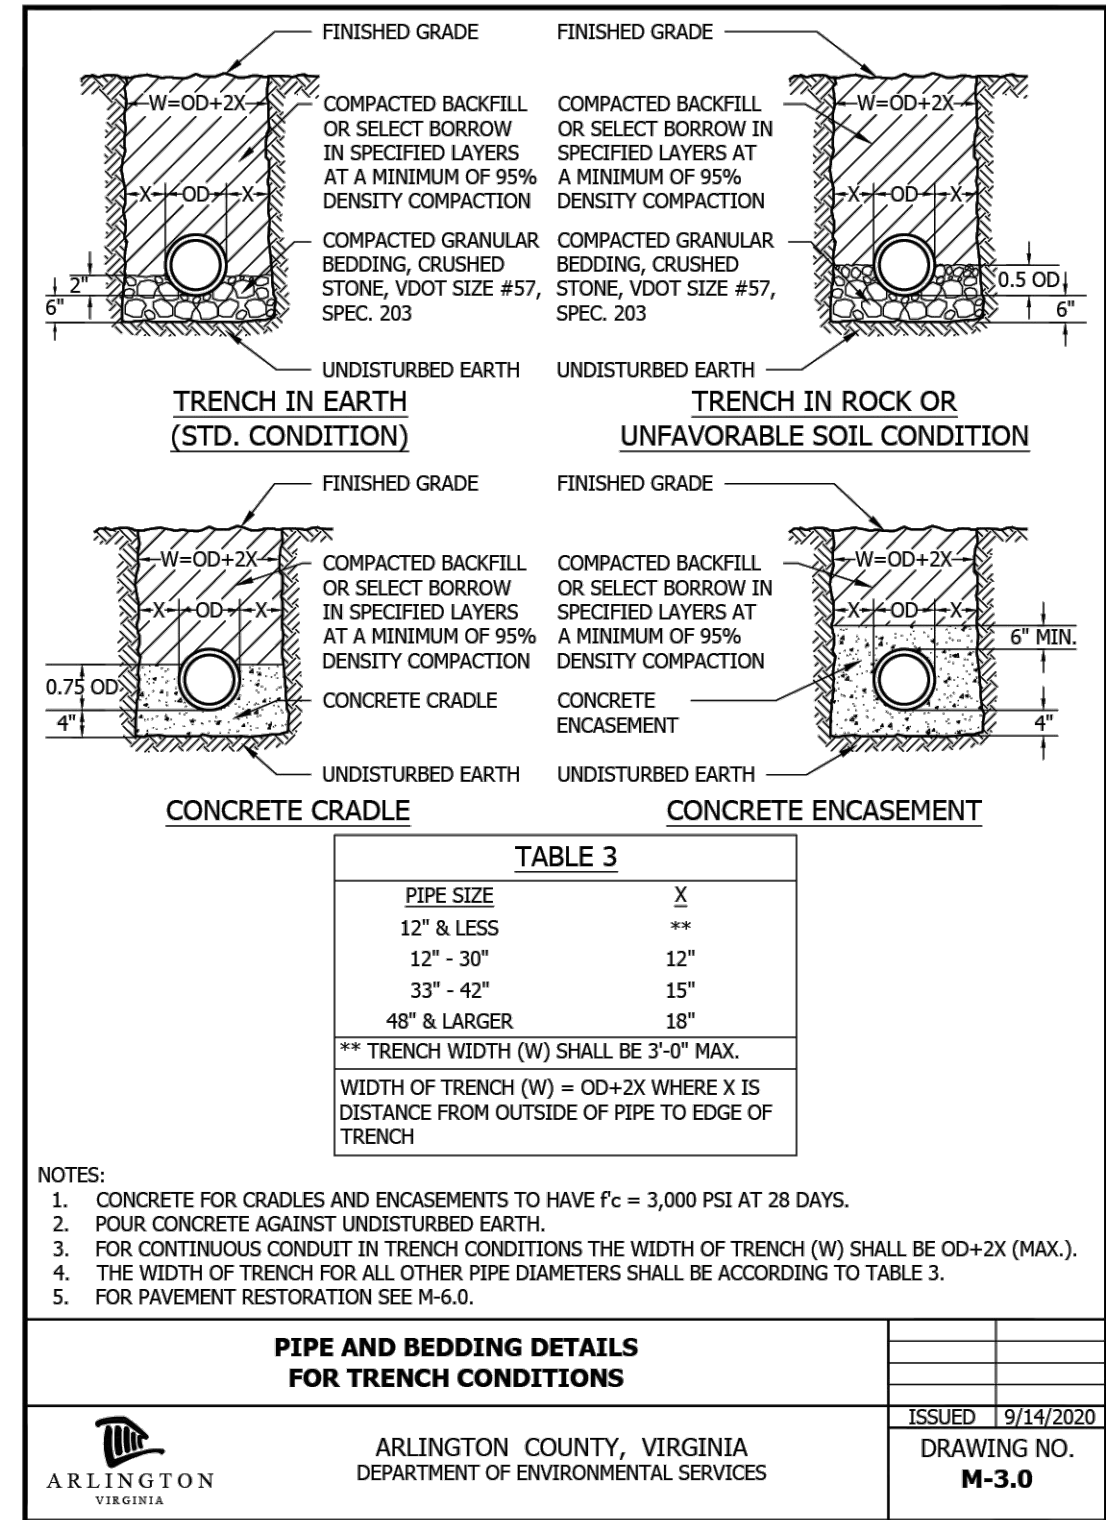 FINISHED GRADE
W=OD+2X
COMPACTED BACKFILL
OR SELECT BORROW
IN SPECIFIED LAYERS
AT A MINIMUM OF 95%
DENSITY COMPACTION
X OD X
COMPACTED GRANULAR
BEDDING, CRUSHED
STONE, VDOT SIZE #57,
SPEC. 203
2"
6"
UNDISTURBED EARTH
TRENCH IN EARTH
(STD. CONDITION)
FINISHED GRADE
W=OD+2X
COMPACTED BACKFILL
OR SELECT BORROW IN
SPECIFIED LAYERS AT
A MINIMUM OF 95%
DENSITY COMPACTION
X OD X
COMPACTED GRANULAR
BEDDING, CRUSHED
STONE, VDOT SIZE #57,
SPEC. 203
0.5 OD
6"
UNDISTURBED EARTH
TRENCH IN ROCK OR
UNFAVORABLE SOIL CONDITION
FINISHED GRADE
W=OD+2X
COMPACTED BACKFILL
OR SELECT BORROW
IN SPECIFIED LAYERS
AT A MINIMUM OF 95%
DENSITY COMPACTION
X OD X
0.75 OD
4"
CONCRETE CRADLE
UNDISTURBED EARTH
CONCRETE CRADLE
FINISHED GRADE
W=OD+2X
COMPACTED BACKFILL
OR SELECT BORROW IN
SPECIFIED LAYERS AT
A MINIMUM OF 95%
DENSITY COMPACTION
X OD X
6" MIN.
CONCRETE
ENCASEMENT
4"
UNDISTURBED EARTH
CONCRETE ENCASEMENT
TABLE 3
PIPE SIZE X
12" & LESS **
12" - 30" 12"
33" - 42" 15"
48" & LARGER 18"
** TRENCH WIDTH (W) SHALL BE 3'-0" MAX.
WIDTH OF TRENCH (W) = OD+2X WHERE X IS
DISTANCE FROM OUTSIDE OF PIPE TO EDGE OF
TRENCH
NOTES:
1. CONCRETE FOR CRADLES AND ENCASEMENTS TO HAVE f'c = 3,000 PSI AT 28 DAYS.
2. POUR CONCRETE AGAINST UNDISTURBED EARTH.
3. FOR CONTINUOUS CONDUIT IN TRENCH CONDITIONS THE WIDTH OF TRENCH (W) SHALL BE OD+2X (MAX.).
4. THE WIDTH OF TRENCH FOR ALL OTHER PIPE DIAMETERS SHALL BE ACCORDING TO TABLE 3.
5. FOR PAVEMENT RESTORATION SEE M-6.0.
PIPE AND BEDDING DETAILS
FOR TRENCH CONDITIONS
ARLINGTON
VIRGINIA
ARLINGTON COUNTY, VIRGINIA
DEPARTMENT OF ENVIRONMENTAL SERVICES
ISSUED 9/14/2020
DRAWING NO.
M-3.0